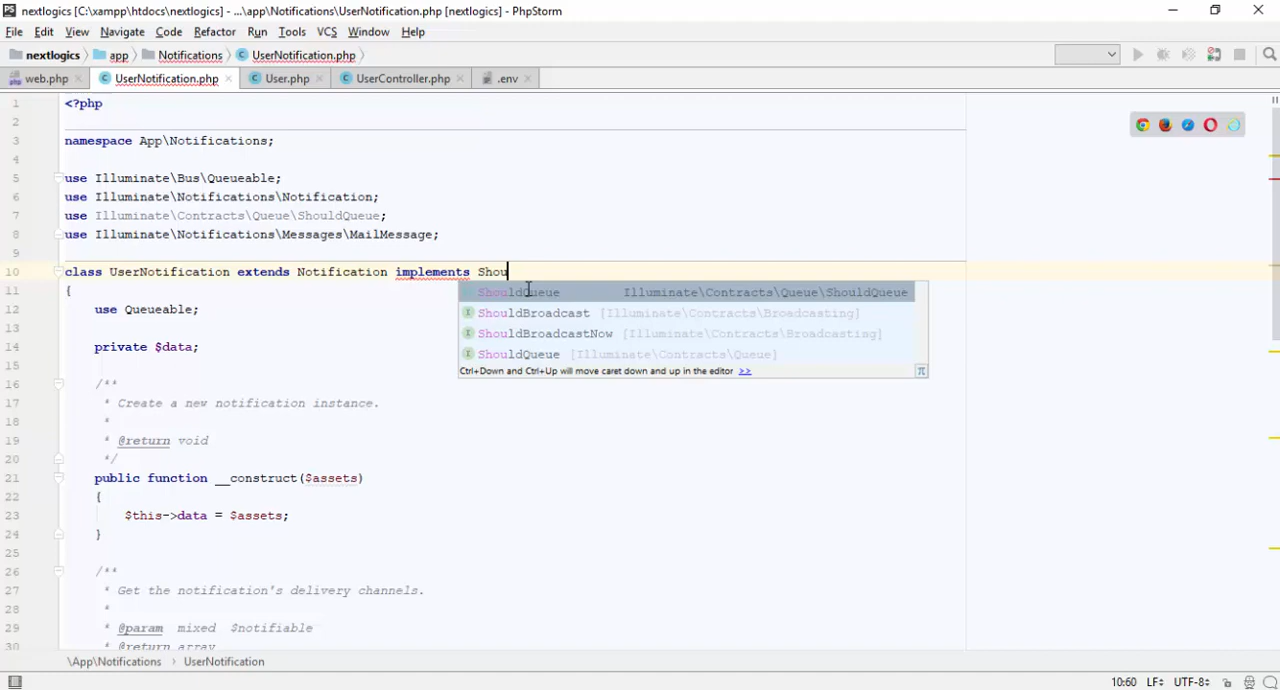 nextlogics [C:\xampp\htdocs\nextlogics] - ...\app\Notifications\UserNotification.php [nextlogics] - PhpStorm
File Edit View Navigate Code Refactor Run Tools VCS Window Help
nextlogics app Notifications UserNotification.php
web.php UserNotification.php User.php UserController.php .env
1 <?php
2
3 namespace App\Notifications;
4
5 use Illuminate\Bus\Queueable;
6 use Illuminate\Notifications\Notification;
7 use Illuminate\Contracts\Queue\ShouldQueue;
8 use Illuminate\Notifications\Messages\MailMessage;
9
10 class UserNotification extends Notification implements Shou
11 {
ShouldQueue Illuminate\Contracts\Queue\ShouldQueue
12 use Queueable;
ShouldBroadcast [Illuminate\Contracts\Broadcasting]
13
ShouldBroadcastNow [Illuminate\Contracts\Broadcasting]
14 private $data;
ShouldQueue [Illuminate\Contracts\Queue]
15
Ctrl+Down and Ctrl+Up will move caret down and up in the editor >> π
16 /**
17 * Create a new notification instance.
18 *
19 * @return void
20 */
21 public function __construct($assets)
22 {
23 $this->data = $assets;
24 }
25
26 /**
27 * Get the notification's delivery channels.
28 *
29 * @param mixed $notifiable
30 * @return array
\App\Notifications › UserNotification
10:60 LF÷ UTF-8÷